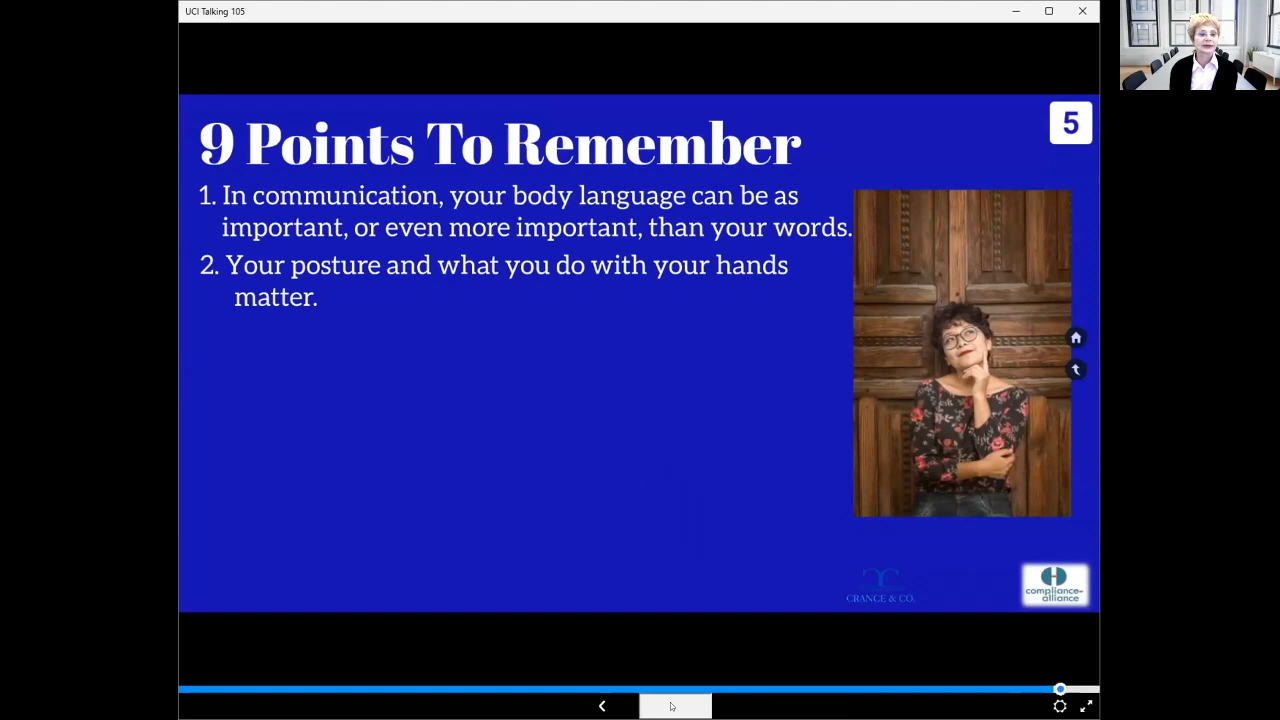 UCI Talking 105
9 Points To Remember
5
1. In communication, your body language can be as
important, or even more important, than your words.
2. Your posture and what you do with your hands
matter.
CRANCE & CO.
compliance-
alliance